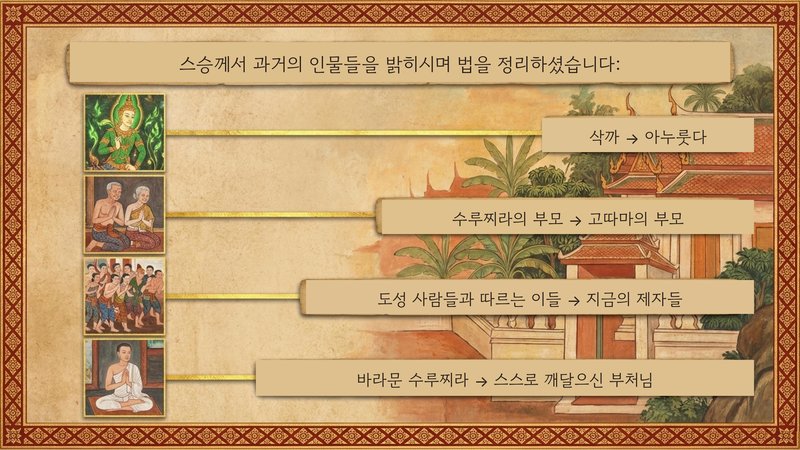 스승께서 과거의 인물들을 밝히시며 법을 정리하셨습니다:
삭까 → 아누룻다
수루찌라의 부모 → 고따마의 부모
도성 사람들과 따르는 이들 → 지금의 제자들
바라문 수루찌라 → 스스로 깨달으신 부처님